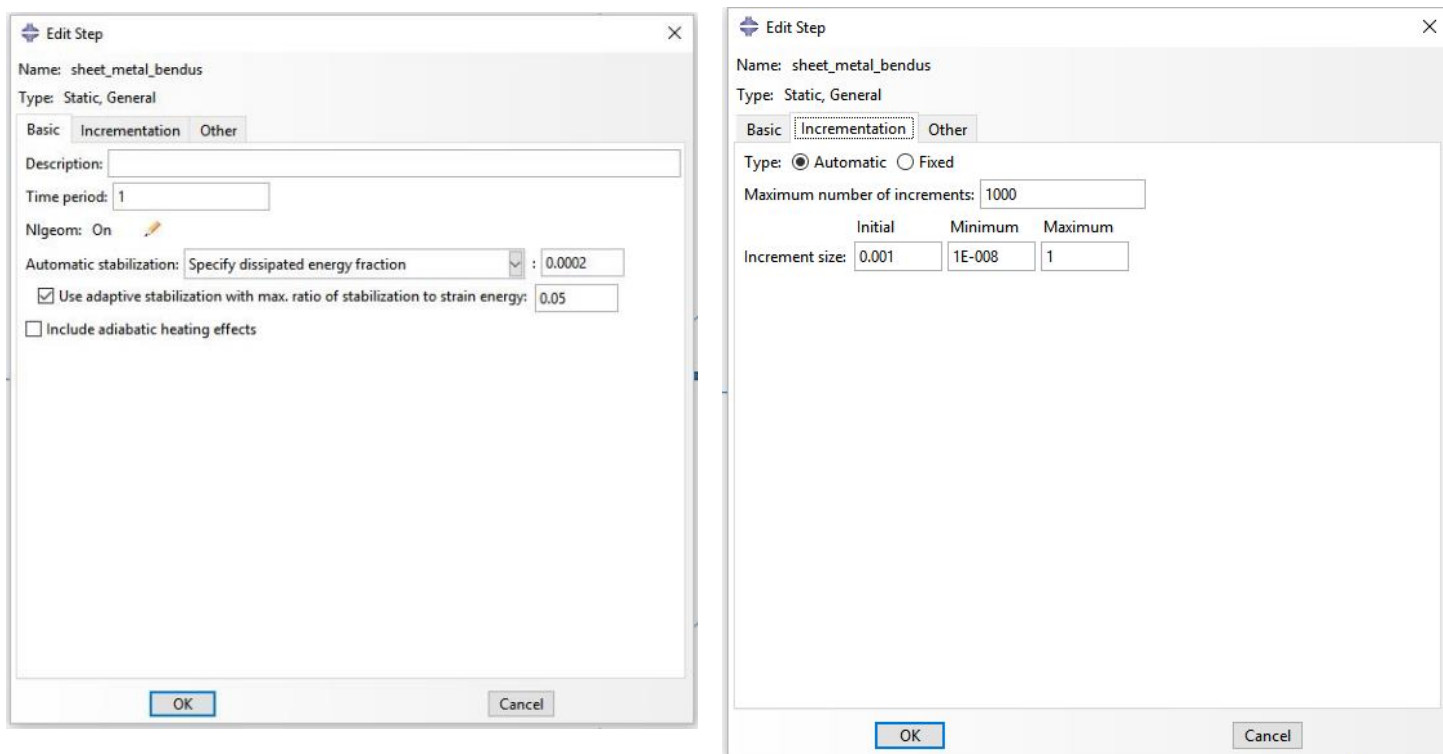 Edit Step
Name: sheet_metal_bendus
Type: Static, General
Basic Incrementation Other
Description:
Time period: 1
Nlgeom: On
Automatic stabilization: Specify dissipated energy fraction : 0.0002
Use adaptive stabilization with max. ratio of stabilization to strain energy: 0.05
Include adiabatic heating effects
OK Cancel
Edit Step
Name: sheet_metal_bendus
Type: Static, General
Basic Incrementation Other
Type: Automatic Fixed
Maximum number of increments: 1000
Initial Minimum Maximum
Increment size: 0.001 1E-008 1
OK Cancel